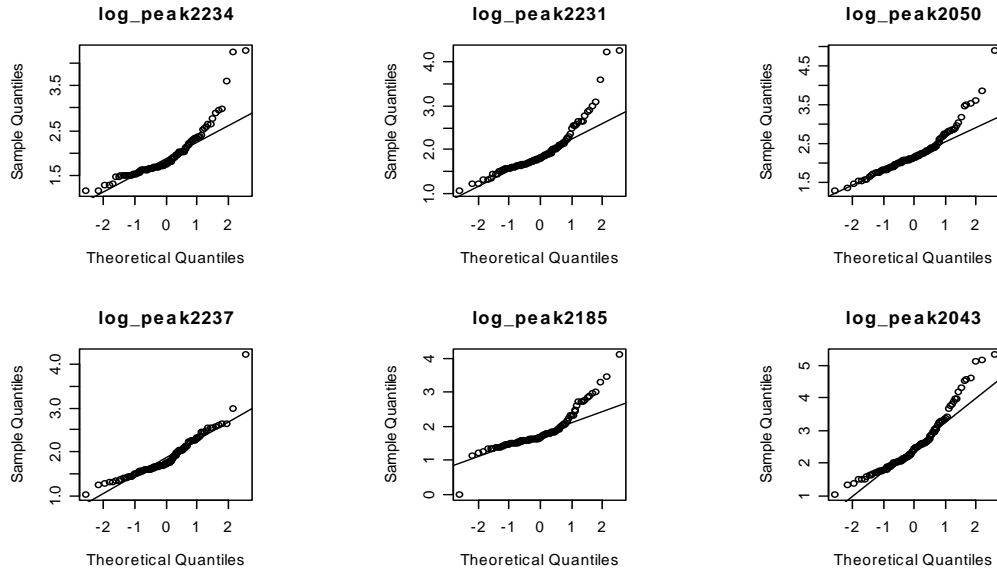 log_peak2234
log_peak2231
log_peak2050
Sample Quantiles
1.5 2.5 3.5
-2 -1 0 1 2
Theoretical Quantiles
Sample Quantiles
1.0 2.0 3.0 4.0
-2 -1 0 1 2
Theoretical Quantiles
Sample Quantiles
1.5 2.5 3.5 4.5
-2 -1 0 1 2
Theoretical Quantiles
log_peak2237
log_peak2185
log_peak2043
Sample Quantiles
1.0 2.0 3.0 4.0
-2 -1 0 1 2
Theoretical Quantiles
Sample Quantiles
0 1 2 3 4
-2 -1 0 1 2
Theoretical Quantiles
Sample Quantiles
1 2 3 4 5
-2 -1 0 1 2
Theoretical Quantiles